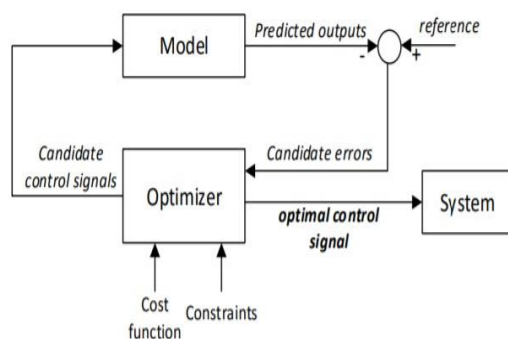 Model
Predicted outputs
reference
-
+
Candidate
control signals
Candidate errors
Optimizer
optimal control
signal
System
Cost
function
Constraints